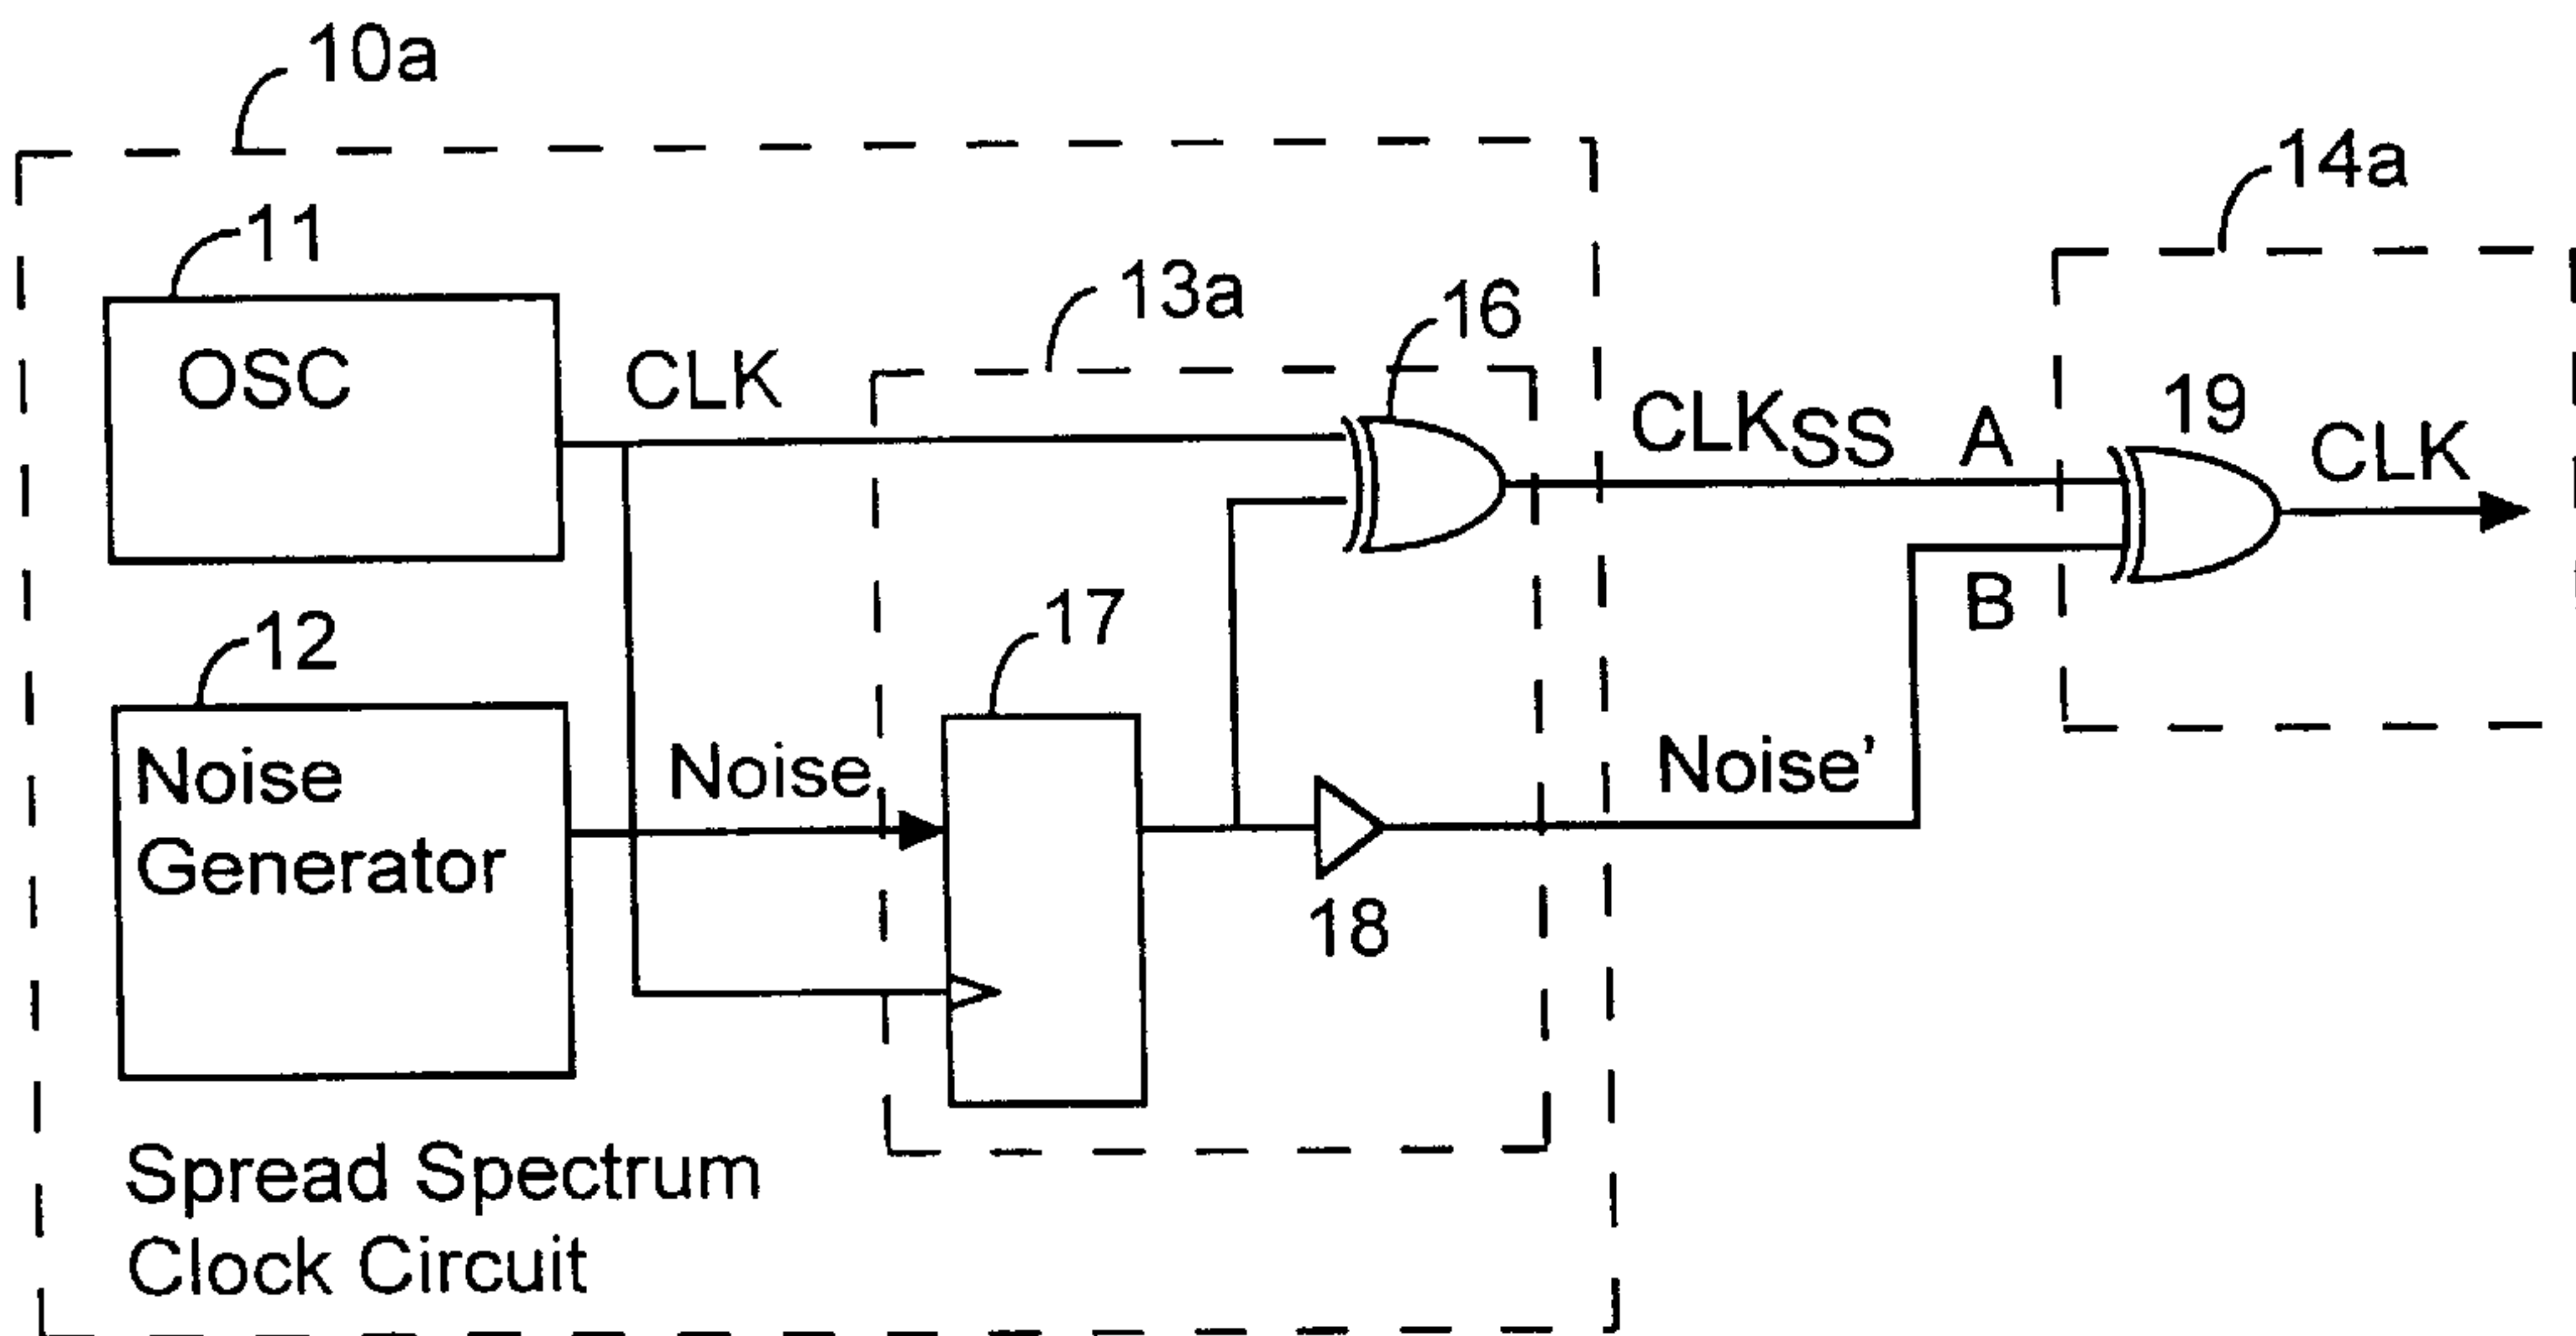 10a
14a
11
13a
16
OSC
CLK
CLKSS
A
19
CLK
B
12
17
Noise
Generator
Noise
Noise'
18
Spread Spectrum
Clock Circuit